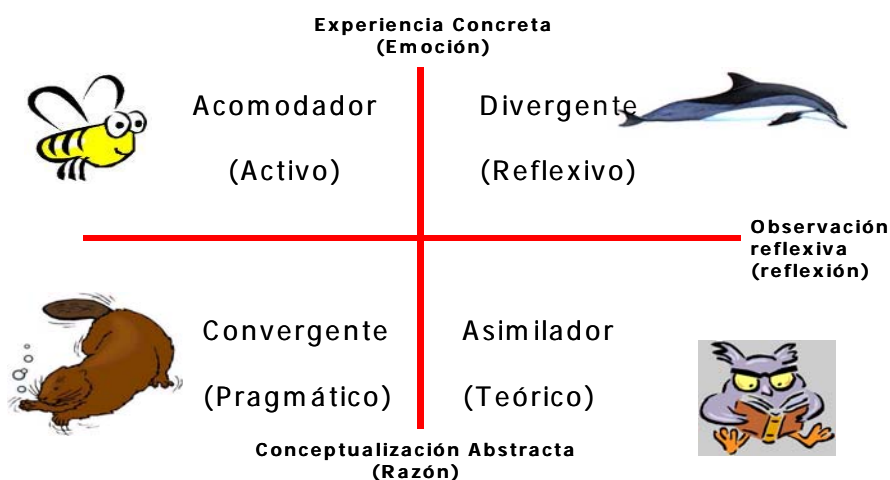 Experiencia Concreta
(Emoción)
Acomodador
(Activo)
Divergente
(Reflexivo)
Observación
reflexiva
(reflexión)
Convergente
(Pragmático)
Asimilador
(Teórico)
Conceptualización Abstracta
(Razón)